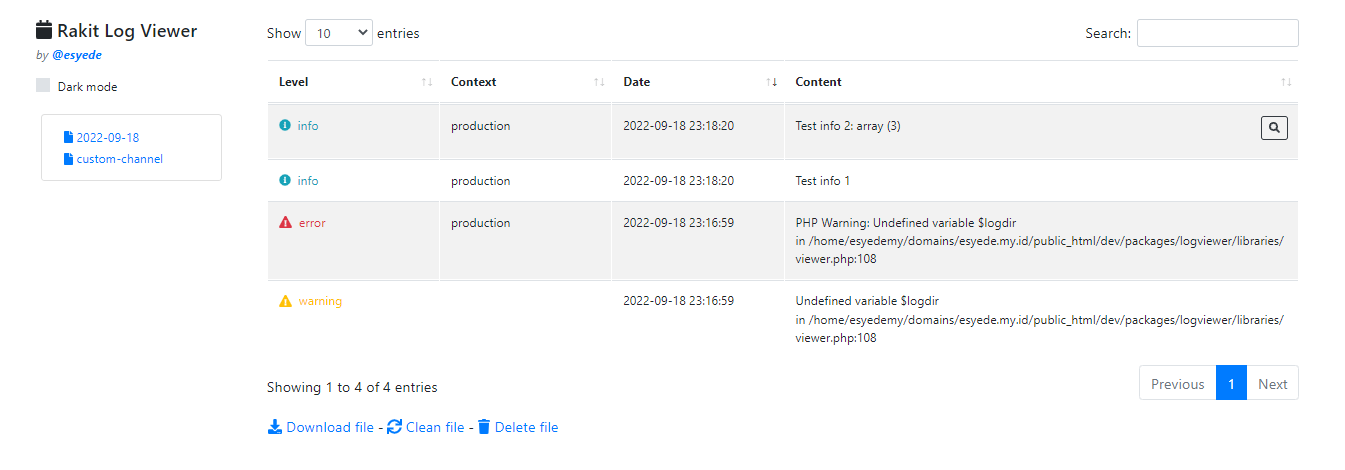 Rakit Log Viewer
by @esyede
Dark mode
2022-09-18
custom-channel
Show 10 entries
Search:
Level Context Date Content
info production 2022-09-18 23:18:20 Test info 2: array (3)
info production 2022-09-18 23:18:20 Test info 1
error production 2022-09-18 23:16:59 PHP Warning: Undefined variable $logdir
in /home/esyedemy/domains/esyede.my.id/public_html/dev/packages/logviewer/libraries/
viewer.php:108
warning 2022-09-18 23:16:59 Undefined variable $logdir
in /home/esyedemy/domains/esyede.my.id/public_html/dev/packages/logviewer/libraries/
viewer.php:108
Showing 1 to 4 of 4 entries
Previous 1 Next
Download file - Clean file - Delete file